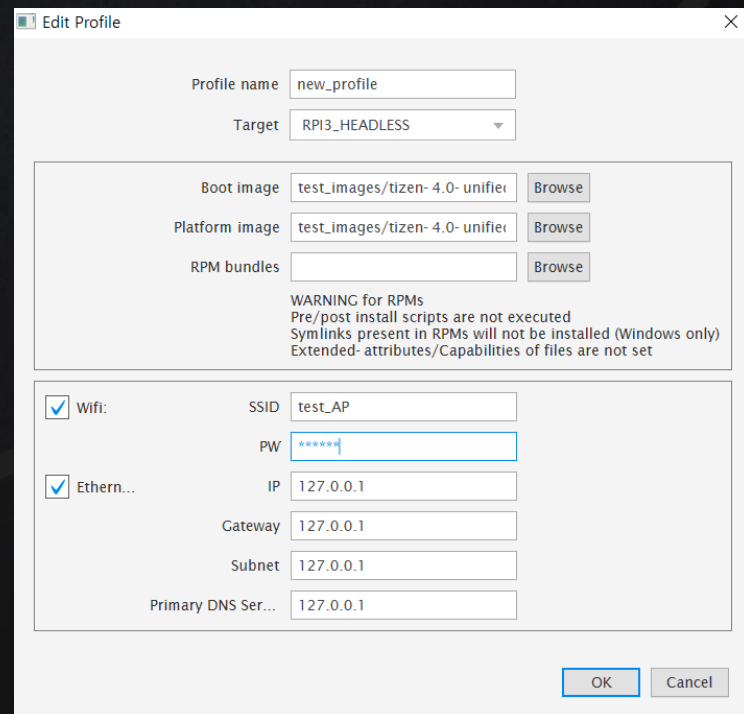 Edit Profile
Profile name new_profile
Target RPI3_HEADLESS
Boot image test_images/tizen- 4.0- unified Browse
Platform image test_images/tizen- 4.0- unified Browse
RPM bundles Browse
WARNING for RPMs
Pre/post install scripts are not executed
Symlinks present in RPMs will not be installed (Windows only)
Extended- attributes/Capabilities of files are not set
Wifi: SSID test_AP
PW ******
Ethern... IP 127.0.0.1
Gateway 127.0.0.1
Subnet 127.0.0.1
Primary DNS Ser... 127.0.0.1
OK Cancel